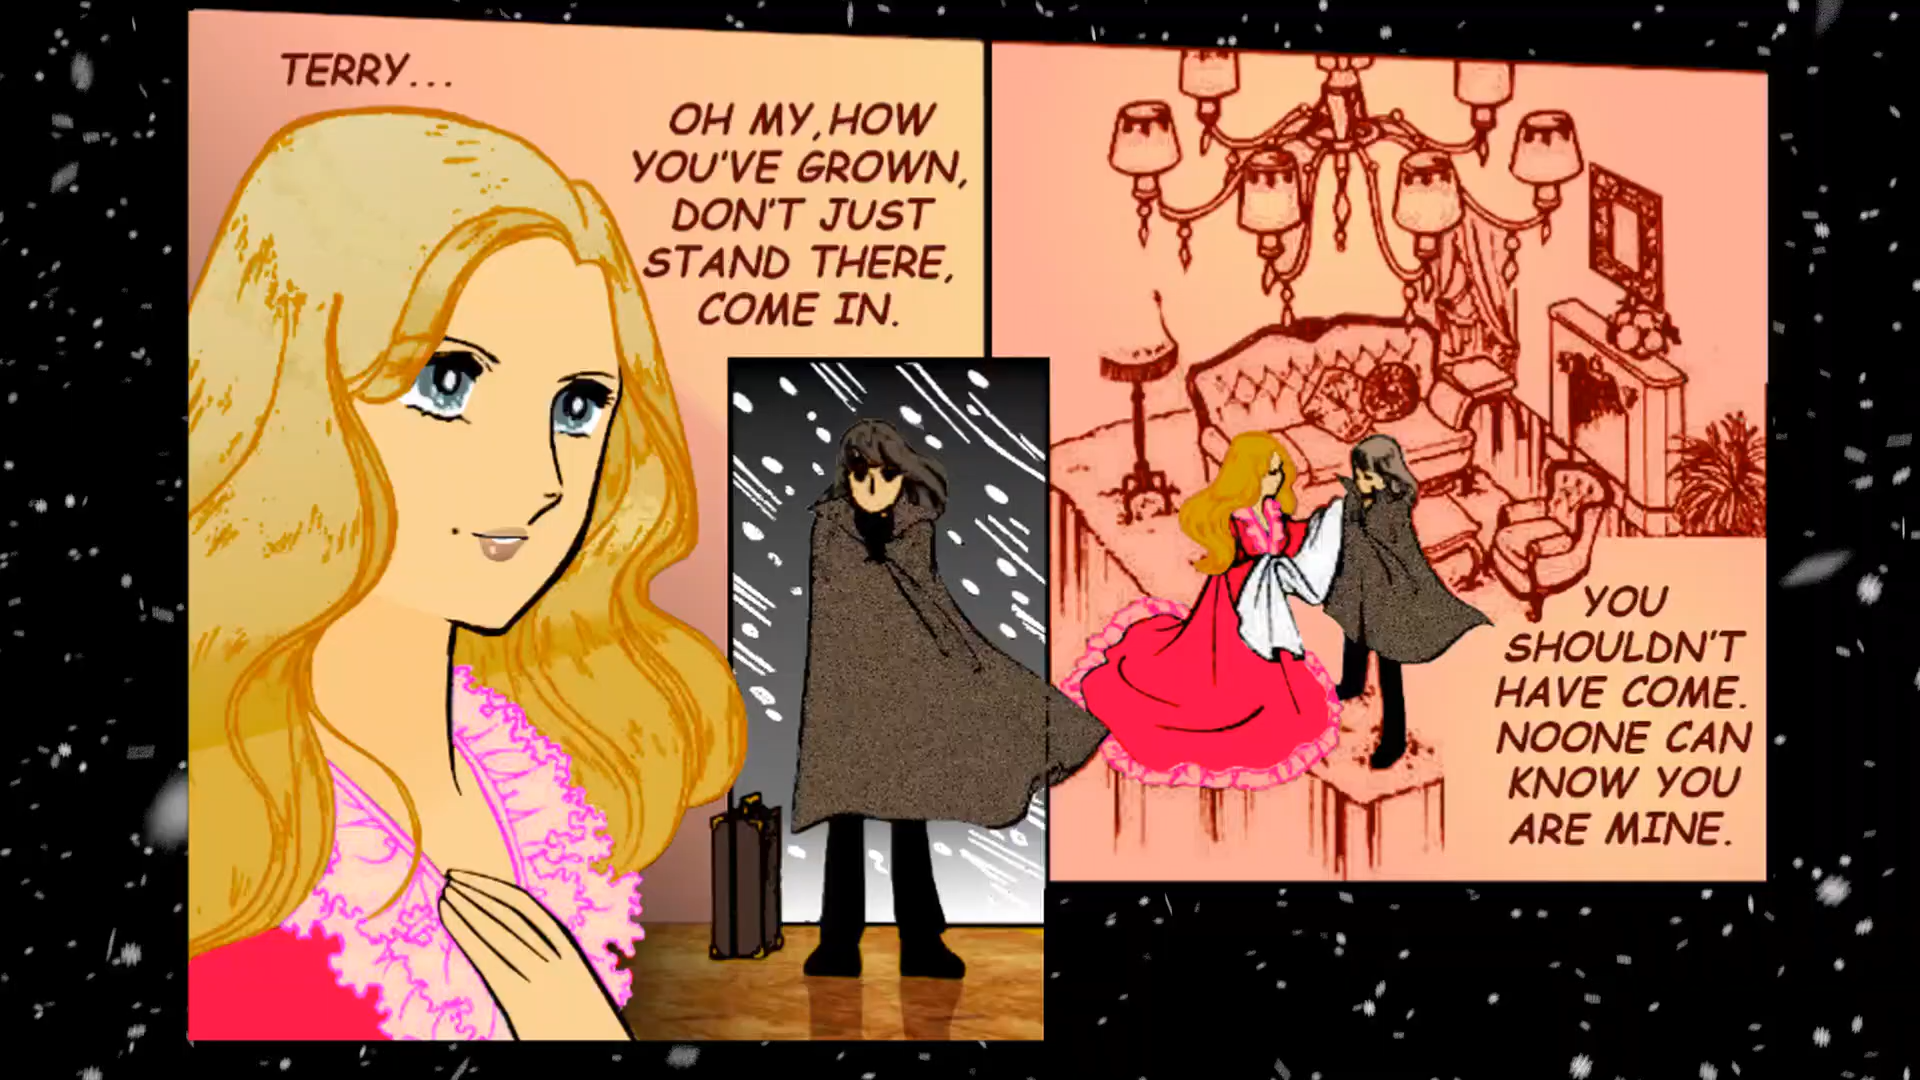 TERRY...
OH MY, HOW
YOU'VE GROWN,
DON'T JUST
STAND THERE,
COME IN.
YOU
SHOULDN'T
HAVE COME.
NOONE CAN
KNOW YOU
ARE MINE.